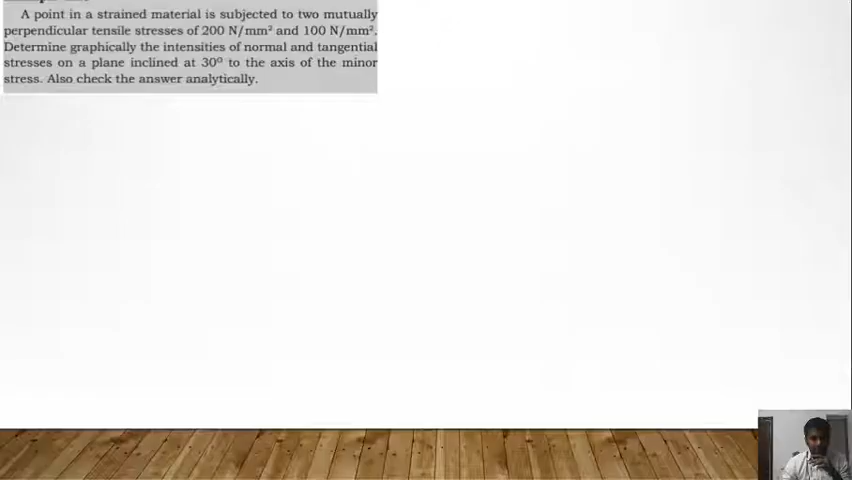 A point in a strained material is subjected to two mutually
perpendicular tensile stresses of 200 N/mm² and 100 N/mm².
Determine graphically the intensities of normal and tangential
stresses on a plane inclined at 30º to the axis of the minor
stress. Also check the answer analytically.